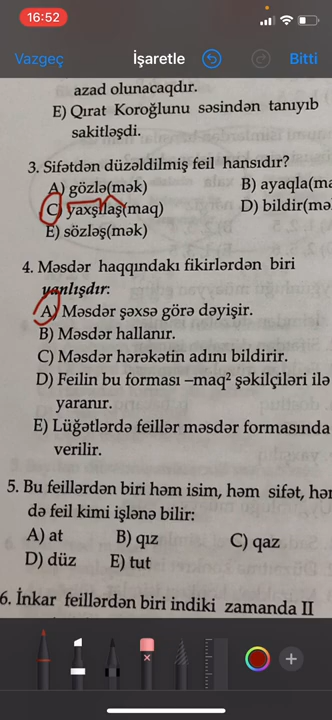 16:52
Vazgeç İşaretle Bitti
azad olunacaqdır.
E) Qırat Koroğlunu səsindən tanıyıb
sakitləşdi.
3. Sifətdən düzəldilmiş feil hansıdır?
A) gözlə(mək) B) ayaqla(ma
C) yaxşılaş(maq) D) bildir(mə
E) sözləş(mək)
4. Məsdər haqqındakı fikirlərdən biri
yanlışdır:
A) Məsdər şəxsə görə dəyişir.
B) Məsdər hallanır.
C) Məsdər hərəkətin adını bildirir.
D) Feilin bu forması –maq² şəkilçiləri ilə
yaranır.
E) Lüğətlərdə feillər məsdər formasında
verilir.
5. Bu feillərdən biri həm isim, həm sifət, həm
də feil kimi işlənə bilər:
A) at B) qız C) qaz
D) düz E) tut
6. İnkar feillərdən biri indiki zamanda II